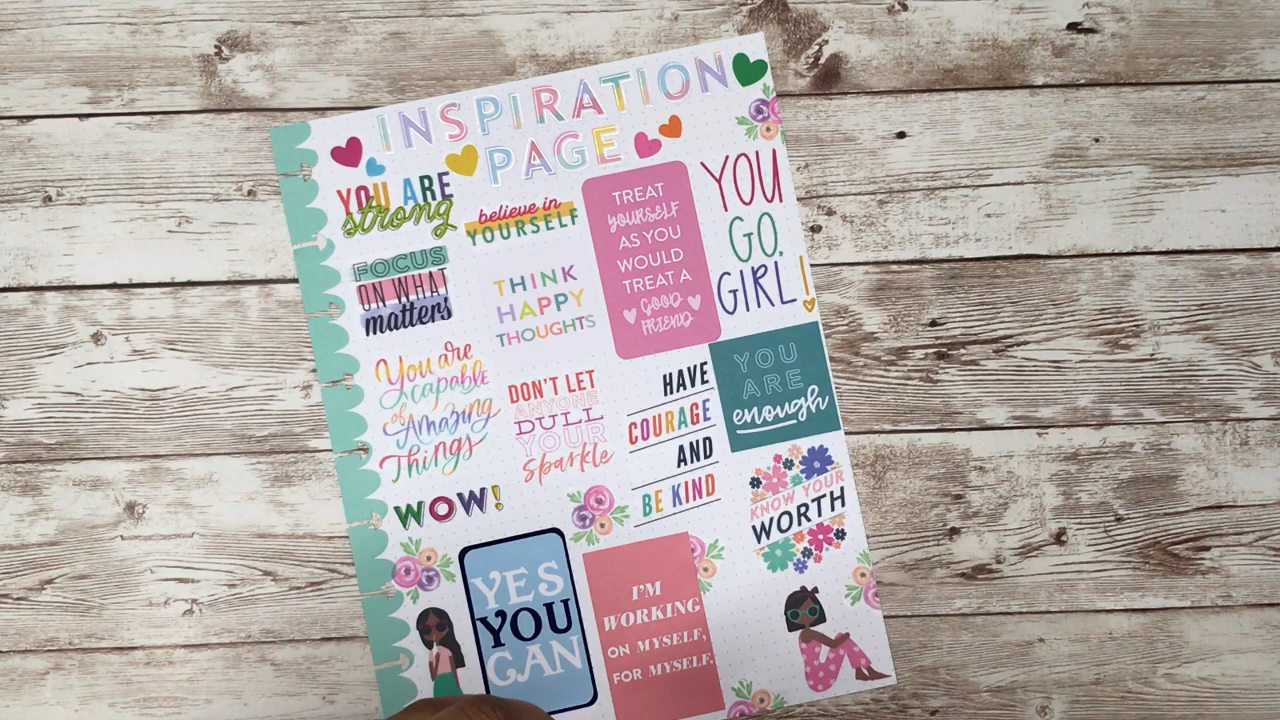 INSPIRATION
PAGE
YOU ARE
strong
believe in
YOURSELF
TREAT
YOURSELF
AS YOU
WOULD
TREAT A
GOOD
FRIEND
YOU
GO,
GIRL!
FOCUS
ON WHAT
matters
THINK
HAPPY
THOUGHTS
You are
capable
of Amazing
Things
DON'T LET
ANYONE
DULL
YOUR
Sparkle
HAVE
COURAGE
AND
BE KIND
YOU
ARE
enough
WOW!
KNOW YOUR
WORTH
YES
YOU
CAN
I'M
WORKING
ON MYSELF,
FOR MYSELF.